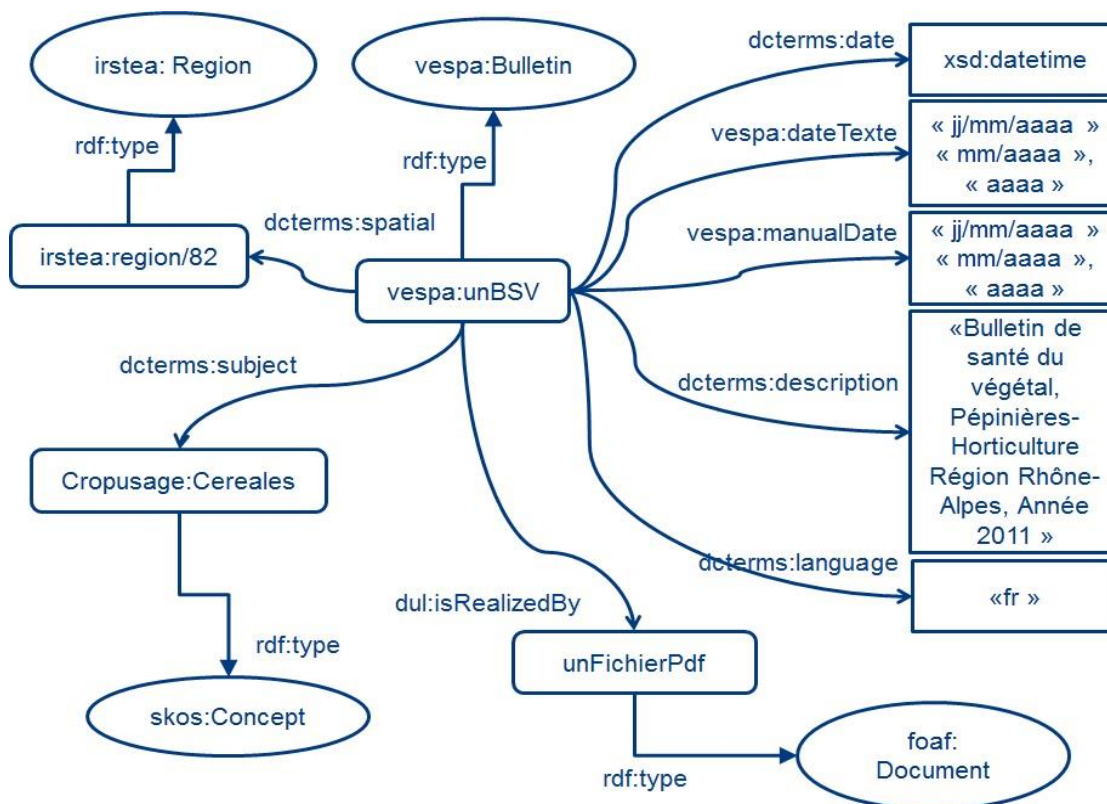 dcterms:date
irstea: Region
vespa:Bulletin
xsd:datetime
« jj/mm/aaaa »
« mm/aaaa »,
« aaaa »
vespa:dateTexte
rdf:type
rdf:type
dcterms:spatial
vespa:manualDate
« jj/mm/aaaa »
« mm/aaaa »,
« aaaa »
irstea:region/82
vespa:unBSV
dcterms:subject
dcterms:description
«Bulletin de
santé du
végétal,
Pépinières-
Horticulture
Région Rhône-
Alpes, Année
2011 »
Cropusage:Cereales
dcterms:language
«fr »
dul:isRealizedBy
rdf:type
unFichierPdf
skos:Concept
foaf:
Document
rdf:type